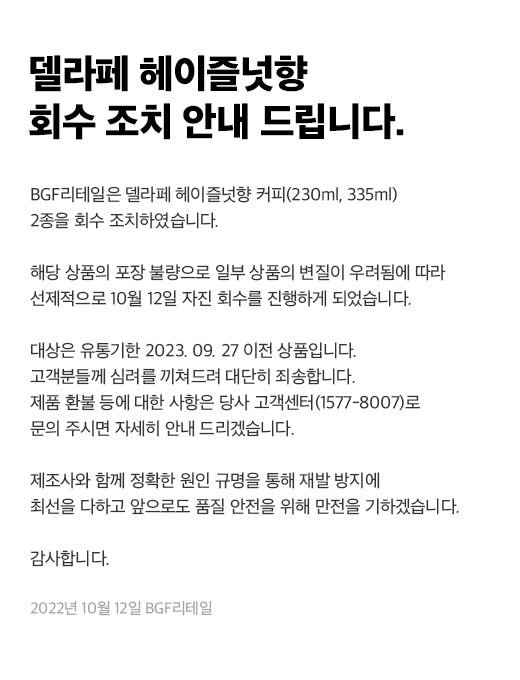 델라페 헤이즐넛향
회수 조치 안내 드립니다.
BGF리테일은 델라페 헤이즐넛향 커피(230ml, 335ml)
2종을 회수 조치하였습니다.
해당 상품의 포장 불량으로 일부 상품의 변질이 우려됨에 따라
선제적으로 10월 12일 자진 회수를 진행하게 되었습니다.
대상은 유통기한 2023. 09. 27 이전 상품입니다.
고객분들께 심려를 끼쳐드려 대단히 죄송합니다.
제품 환불 등에 대한 사항은 당사 고객센터(1577-8007)로
문의 주시면 자세히 안내 드리겠습니다.
제조사와 함께 정확한 원인 규명을 통해 재발 방지에
최선을 다하고 앞으로도 품질 안전을 위해 만전을 기하겠습니다.
감사합니다.
2022년 10월 12일 BGF리테일